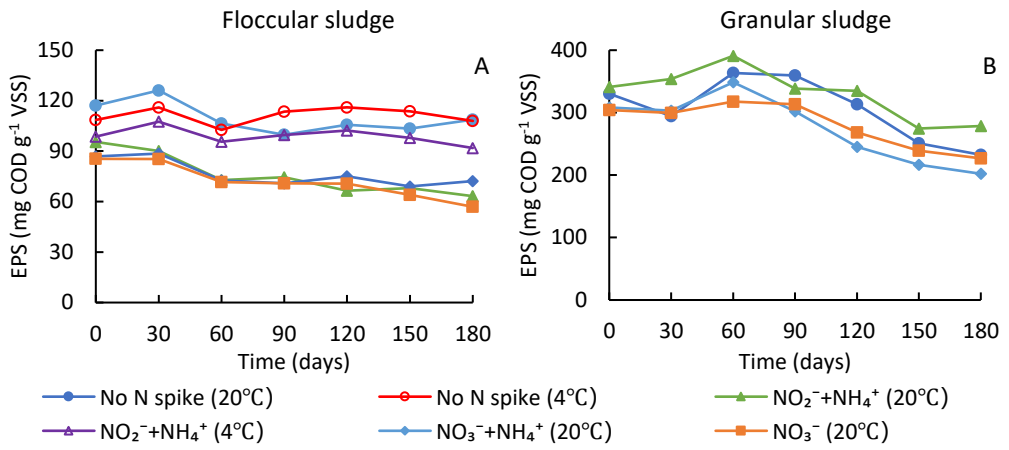 Floccular sludge
Granular sludge
A
B
EPS (mg COD g⁻¹ VSS)
150
120
90
60
30
0
0 30 60 90 120 150 180
Time (days)
EPS (mg COD g⁻¹ VSS)
400
300
200
100
0
0 30 60 90 120 150 180
Time (days)
No N spike (20℃)
No N spike (4℃)
NO₂⁻+NH₄⁺ (20℃)
NO₂⁻+NH₄⁺ (4℃)
NO₃⁻+NH₄⁺ (20℃)
NO₃⁻ (20℃)